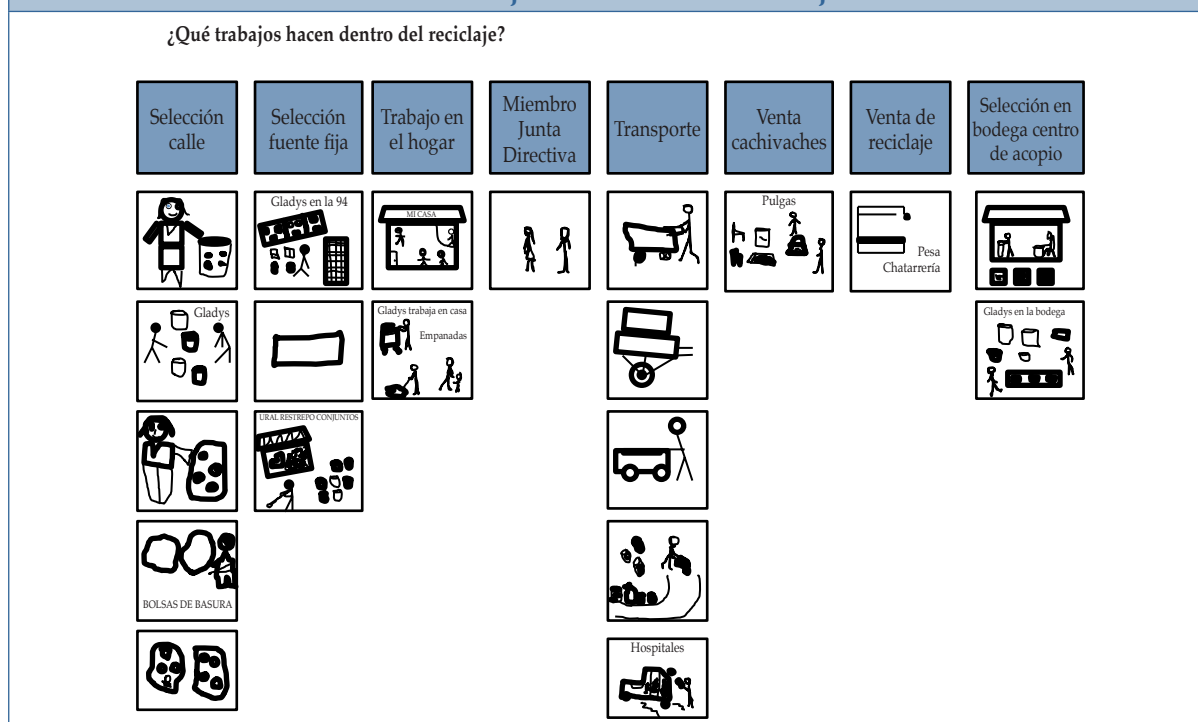 ¿Qué trabajos hacen dentro del reciclaje?
Selección
calle
Selección
fuente fija
Trabajo en
el hogar
Miembro
Junta
Directiva
Transporte
Venta
cachivaches
Venta de
reciclaje
Selección en
bodega centro
de acopio
Gladys en la 94
MI CASA
Pulgas
Pesa
Chatarrería
Gladys
Gladys trabaja en casa
Empanadas
Gladys en la bodega
URAL RESTREPO CONJUNTOS
BOLSAS DE BASURA
Hospitales